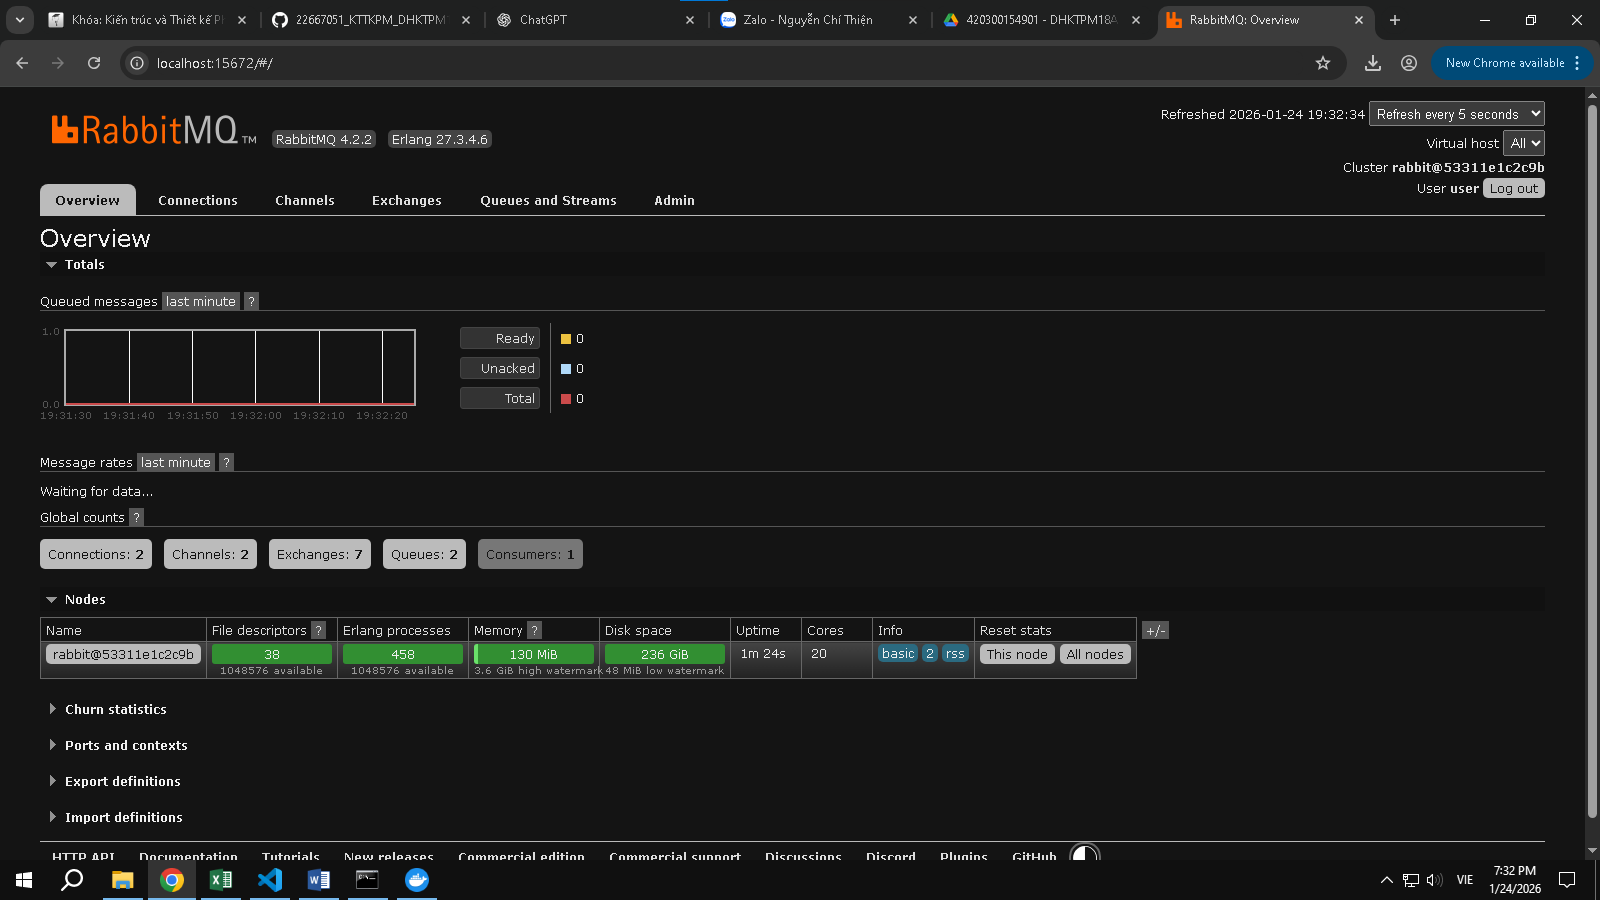 Khóa: Kiến trúc và Thiết kế P
22667051_KTTKPM_DHKTPM
ChatGPT
Zalo - Nguyễn Chí Thiện
420300154901 - DHKTPM18A
RabbitMQ: Overview
localhost:15672/#/
New Chrome available
RabbitMQ TM
RabbitMQ 4.2.2
Erlang 27.3.4.6
Refreshed 2026-01-24 19:32:34 Refresh every 5 seconds
Virtual host All
Cluster rabbit@53311e1c2c9b
User user Log out
Overview Connections Channels Exchanges Queues and Streams Admin
Overview
Totals
Queued messages last minute ?
1.0
0.0
19:31:30 19:31:40 19:31:50 19:32:00 19:32:10 19:32:20
Ready 0
Unacked 0
Total 0
Message rates last minute ?
Waiting for data...
Global counts ?
Connections: 2 Channels: 2 Exchanges: 7 Queues: 2 Consumers: 1
Nodes
Name File descriptors ? Erlang processes Memory ? Disk space Uptime Cores Info Reset stats +/-
rabbit@53311e1c2c9b 38 458 130 MiB 236 GiB 1m 24s 20 basic 2 rss This node All nodes
1048576 available 1048576 available 3.6 GiB high watermark 48 MiB low watermark
Churn statistics
Ports and contexts
Export definitions
Import definitions
HTTP API Documentation Tutorials New releases Commercial edition Commercial support Discussions Discord Plugins GitHub
VIE
7:32 PM
1/24/2026